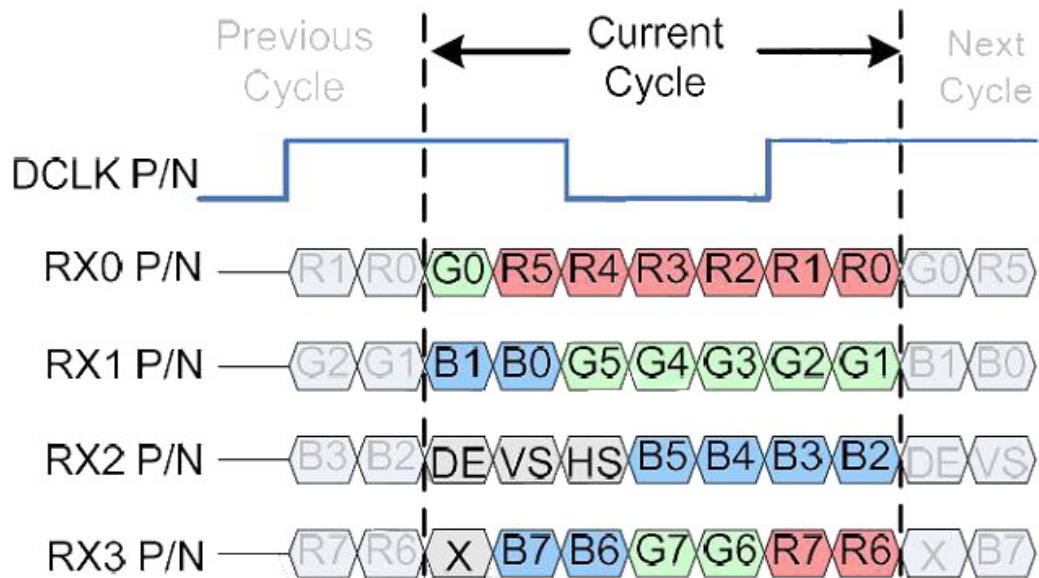 Previous Cycle
Current Cycle
Next Cycle
DCLK P/N
RX0 P/N R1 R0 G0 R5 R4 R3 R2 R1 R0 G0 R5
RX1 P/N G2 G1 B1 B0 G5 G4 G3 G2 G1 B1 B0
RX2 P/N B3 B2 DE VS HS B5 B4 B3 B2 DE VS
RX3 P/N R7 R6 X B7 B6 G7 G6 R7 R6 X B7